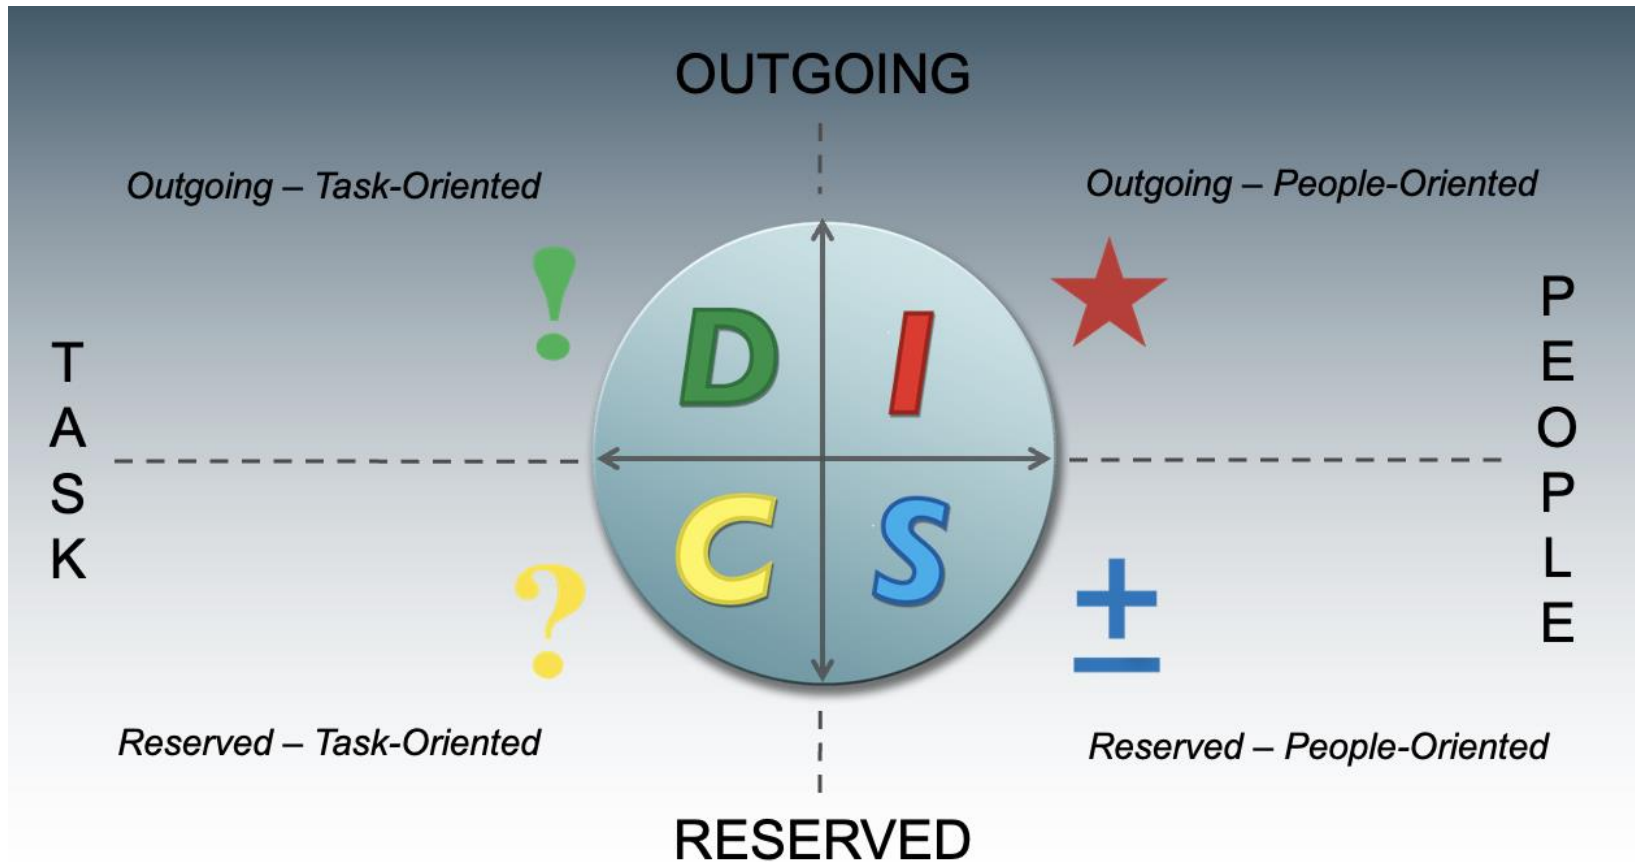 OUTGOING
Outgoing – Task-Oriented
Outgoing – People-Oriented
!
D
I
TASK
PEOPLE
C
S
?
±
Reserved – Task-Oriented
Reserved – People-Oriented
RESERVED